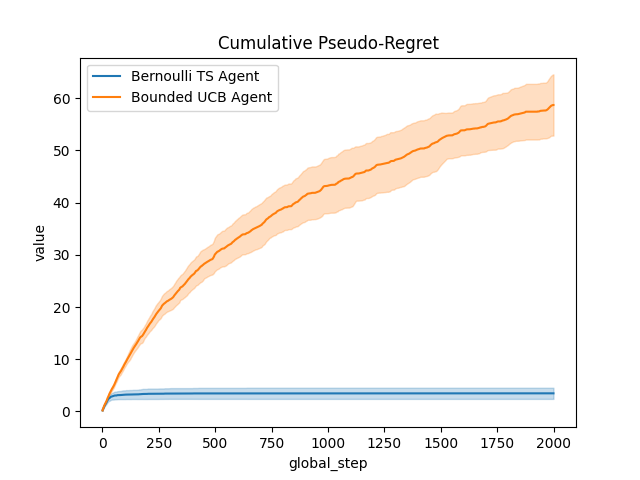 Cumulative Pseudo-Regret
Bernoulli TS Agent
Bounded UCB Agent
value
60
50
40
30
20
10
0
0 250 500 750 1000 1250 1500 1750 2000
global_step